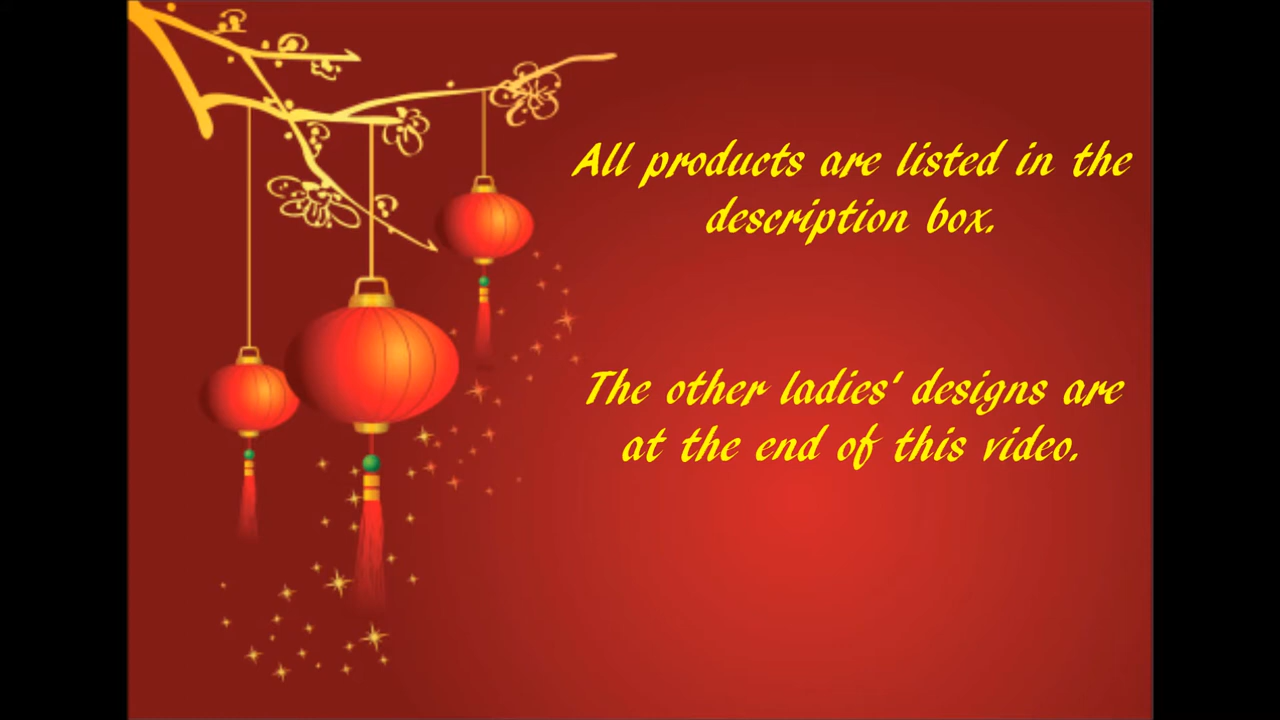 All products are listed in the
description box.
The other ladies' designs are
at the end of this video.